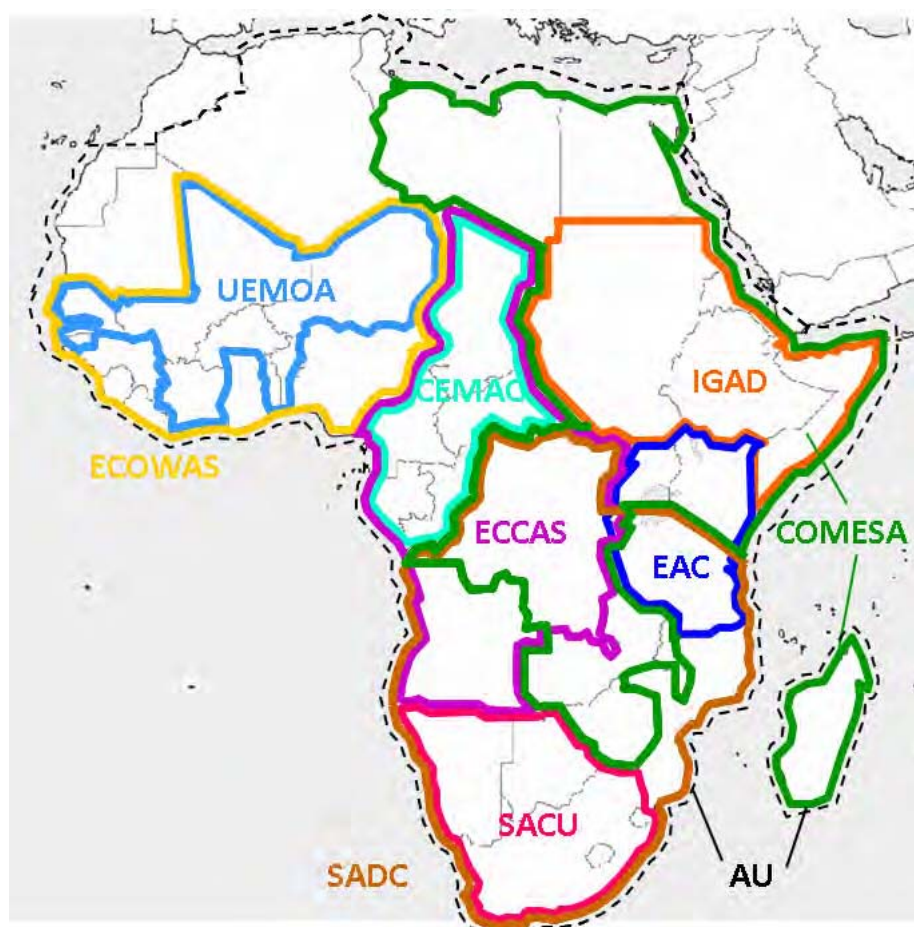 UEMOA
IGAD
CEMAC
ECOWAS
ECCAS
COMESA
EAC
SACU
SADC
AU